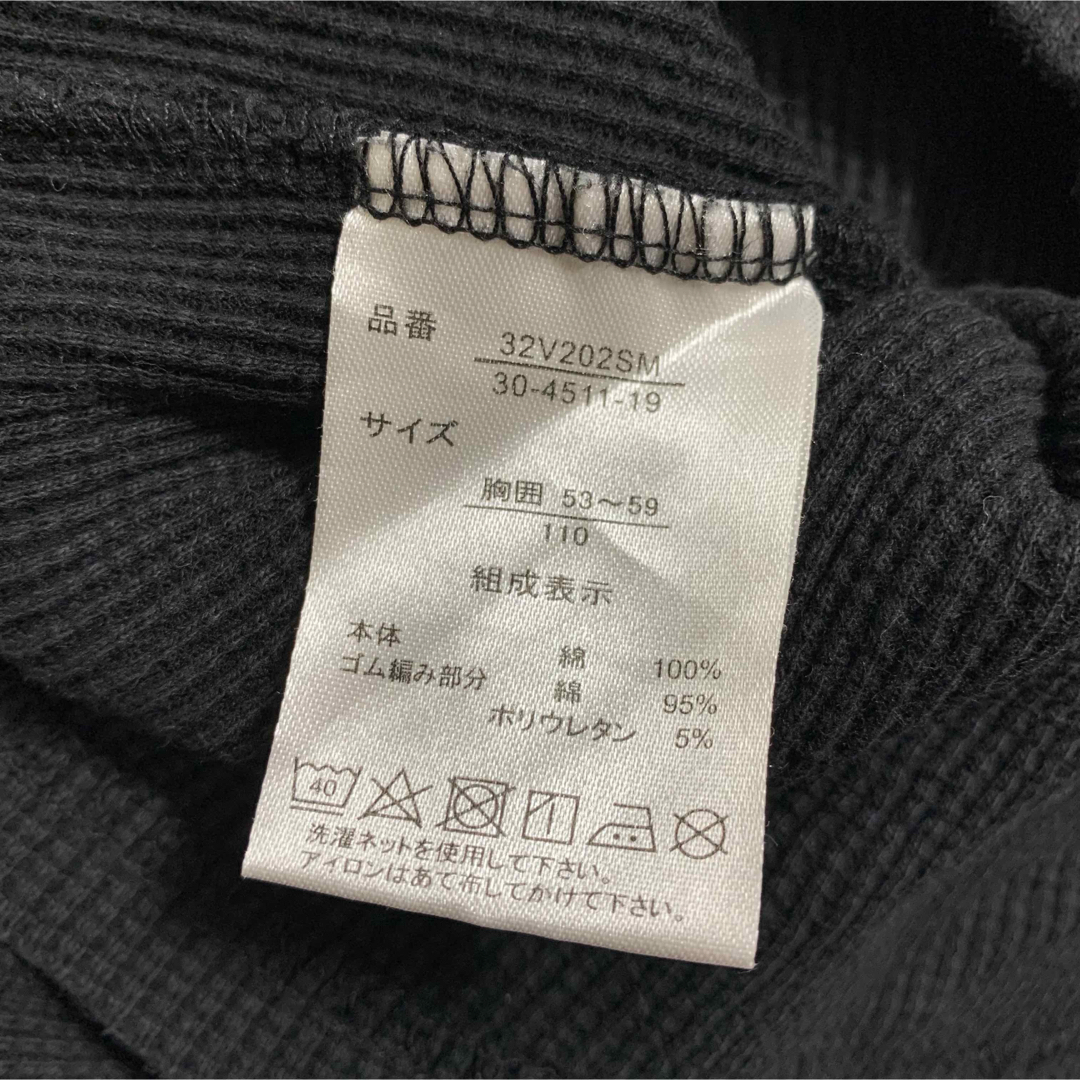 品番 32V202SM
30-4511-19
サイズ
胸囲 53～59
110
組成表示
本体 綿 100%
ゴム編み部分 綿 95%
ポリウレタン 5%
40
洗濯ネットを使用して下さい。
アイロンはあて布してかけて下さい。